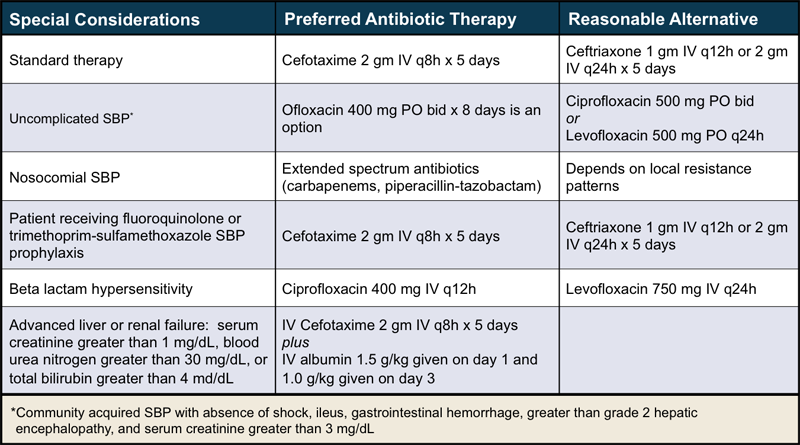 Special Considerations
Preferred Antibiotic Therapy
Reasonable Alternative
Standard therapy
Cefotaxime 2 gm IV q8h x 5 days
Ceftriaxone 1 gm IV q12h or 2 gm
IV q24h x 5 days
Uncomplicated SBP*
Ofloxacin 400 mg PO bid x 8 days is an
option
Ciprofloxacin 500 mg PO bid
or
Levofloxacin 500 mg PO q24h
Nosocomial SBP
Extended spectrum antibiotics
(carbapenems, piperacillin-tazobactam)
Depends on local resistance
patterns
Patient receiving fluoroquinolone or
trimethoprim-sulfamethoxazole SBP
prophylaxis
Cefotaxime 2 gm IV q8h x 5 days
Ceftriaxone 1 gm IV q12h or 2 gm
IV q24h x 5 days
Beta lactam hypersensitivity
Ciprofloxacin 400 mg IV q12h
Levofloxacin 750 mg IV q24h
Advanced liver or renal failure: serum
creatinine greater than 1 mg/dL, blood
urea nitrogen greater than 30 mg/dL, or
total bilirubin greater than 4 md/dL
IV Cefotaxime 2 gm IV q8h x 5 days
plus
IV albumin 1.5 g/kg given on day 1 and
1.0 g/kg given on day 3
*Community acquired SBP with absence of shock, ileus, gastrointestinal hemorrhage, greater than grade 2 hepatic
encephalopathy, and serum creatinine greater than 3 mg/dL